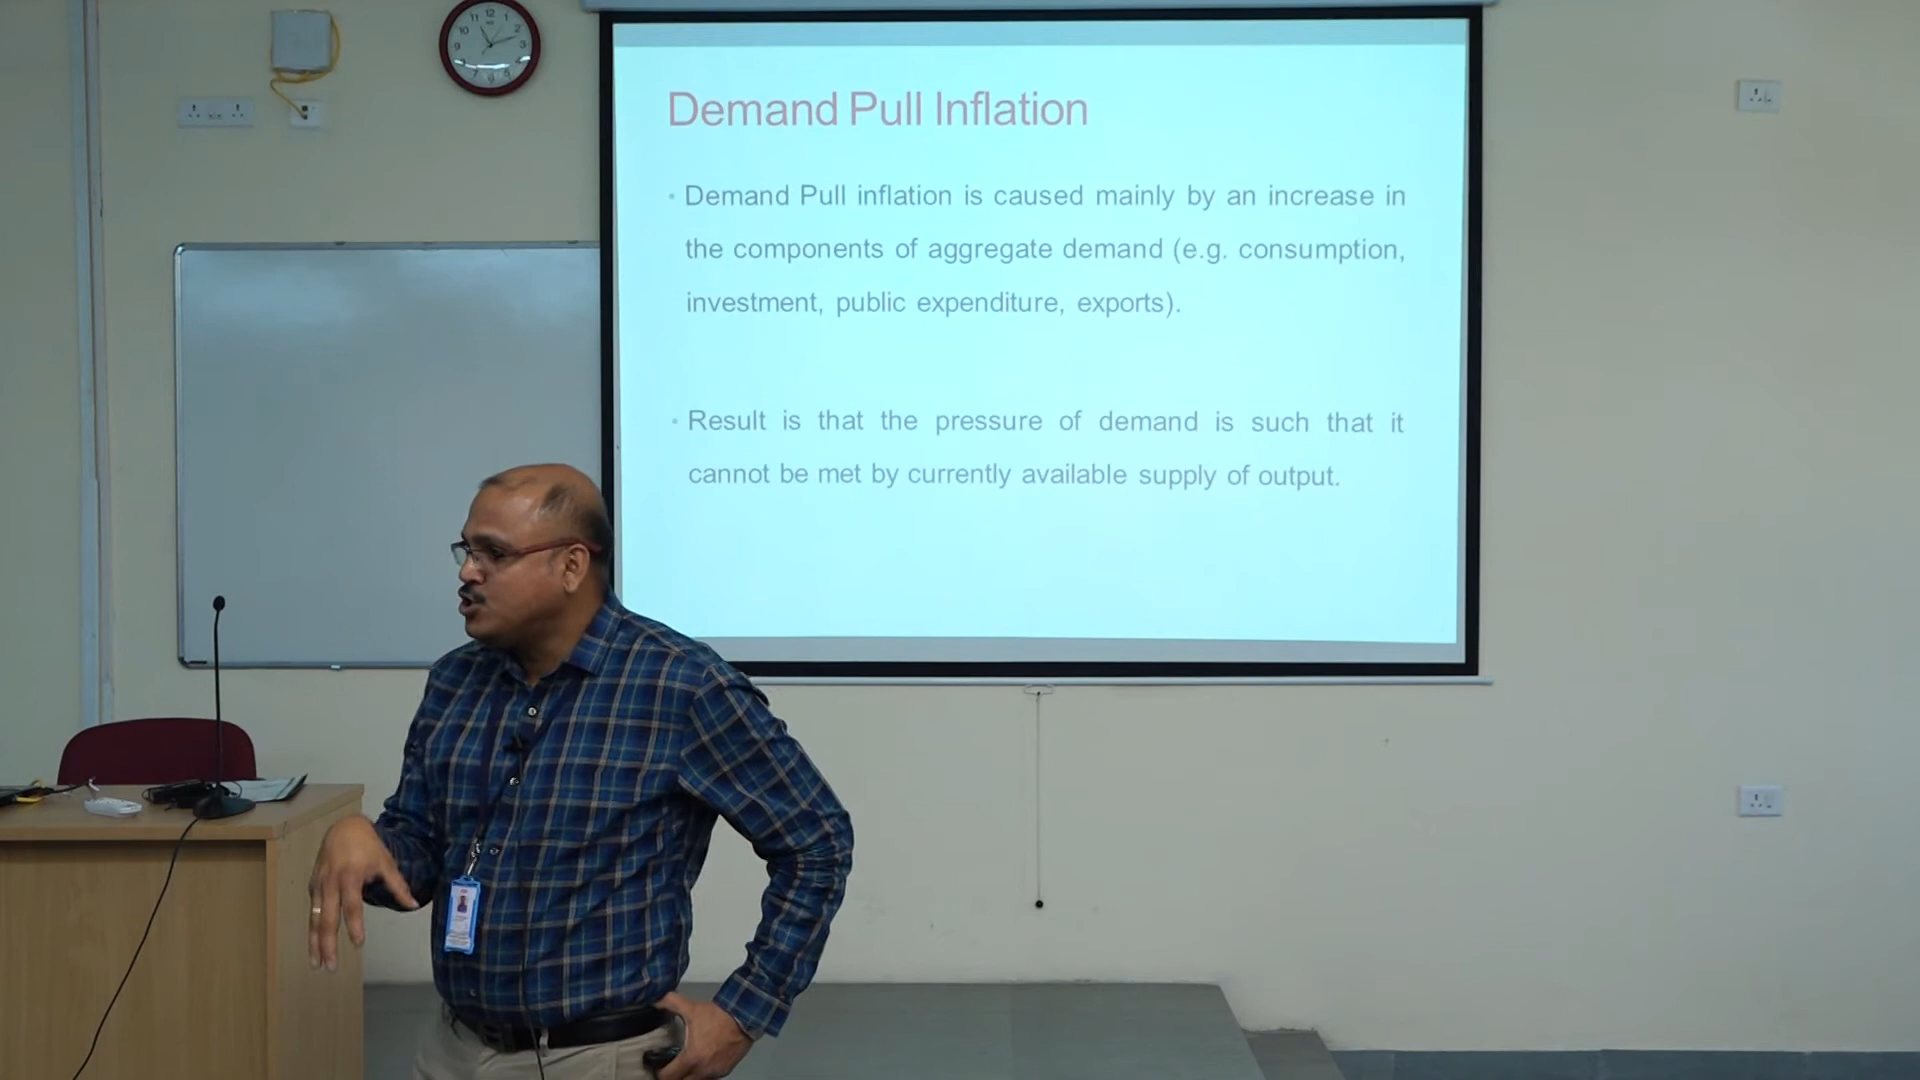 Demand Pull Inflation
• Demand Pull inflation is caused mainly by an increase in
the components of aggregate demand (e.g. consumption,
investment, public expenditure, exports).
• Result is that the pressure of demand is such that it
cannot be met by currently available supply of output.